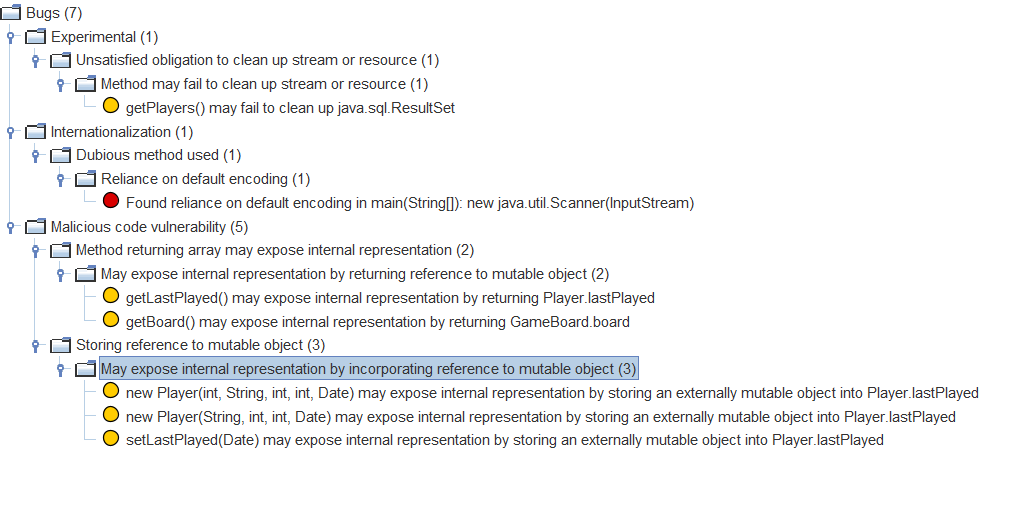 Bugs (7)
Experimental (1)
Unsatisfied obligation to clean up stream or resource (1)
Method may fail to clean up stream or resource (1)
getPlayers() may fail to clean up java.sql.ResultSet
Internationalization (1)
Dubious method used (1)
Reliance on default encoding (1)
Found reliance on default encoding in main(String[]): new java.util.Scanner(InputStream)
Malicious code vulnerability (5)
Method returning array may expose internal representation (2)
May expose internal representation by returning reference to mutable object (2)
getLastPlayed() may expose internal representation by returning Player.lastPlayed
getBoard() may expose internal representation by returning GameBoard.board
Storing reference to mutable object (3)
May expose internal representation by incorporating reference to mutable object (3)
new Player(int, String, int, int, Date) may expose internal representation by storing an externally mutable object into Player.lastPlayed
new Player(String, int, int, Date) may expose internal representation by storing an externally mutable object into Player.lastPlayed
setLastPlayed(Date) may expose internal representation by storing an externally mutable object into Player.lastPlayed